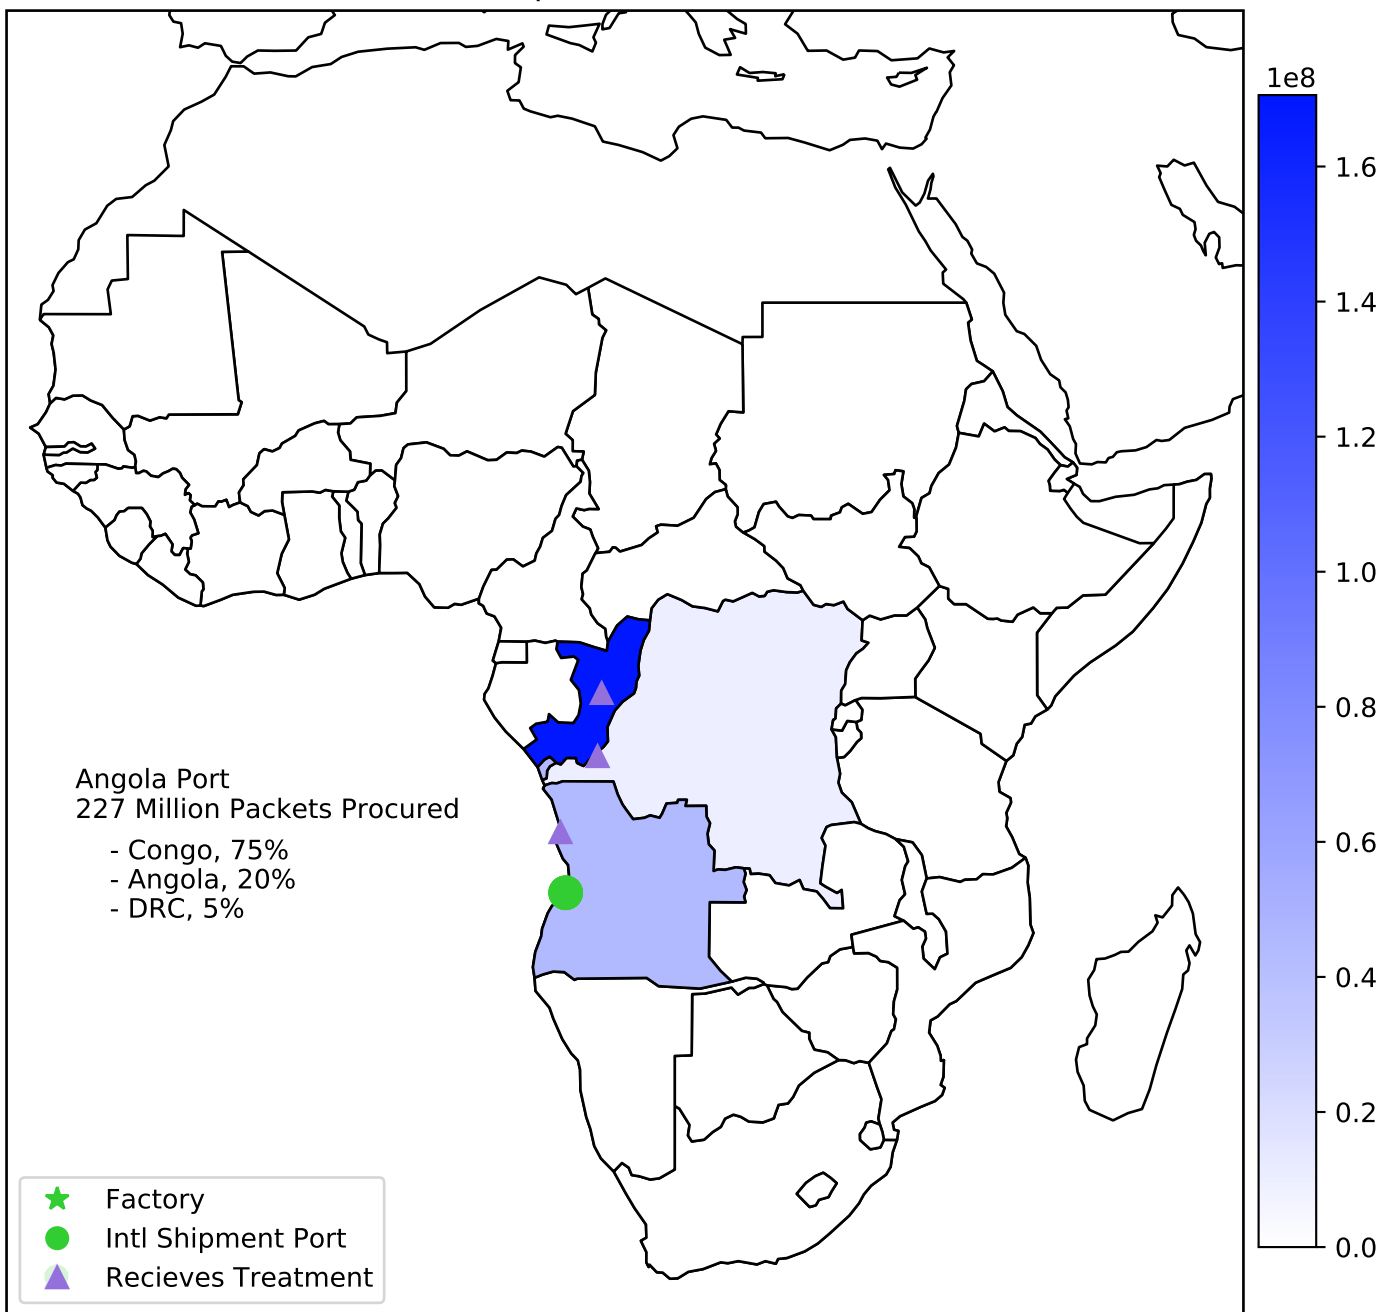 1e8
1.6
1.4
1.2
1.0
0.8
0.6
0.4
0.2
0.0
Angola Port
227 Million Packets Procured
- Congo, 75%
- Angola, 20%
- DRC, 5%
Factory
Intl Shipment Port
Recieves Treatment